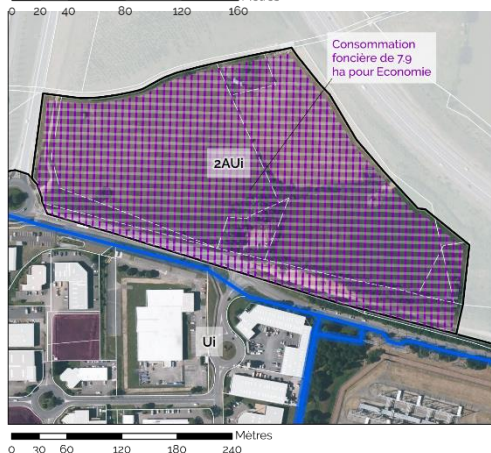 Mètres
0 20 40 80 120 160
Consommation
foncière de 7.9
ha pour Economie
2AUi
Ui
Mètres
0 30 60 120 180 240